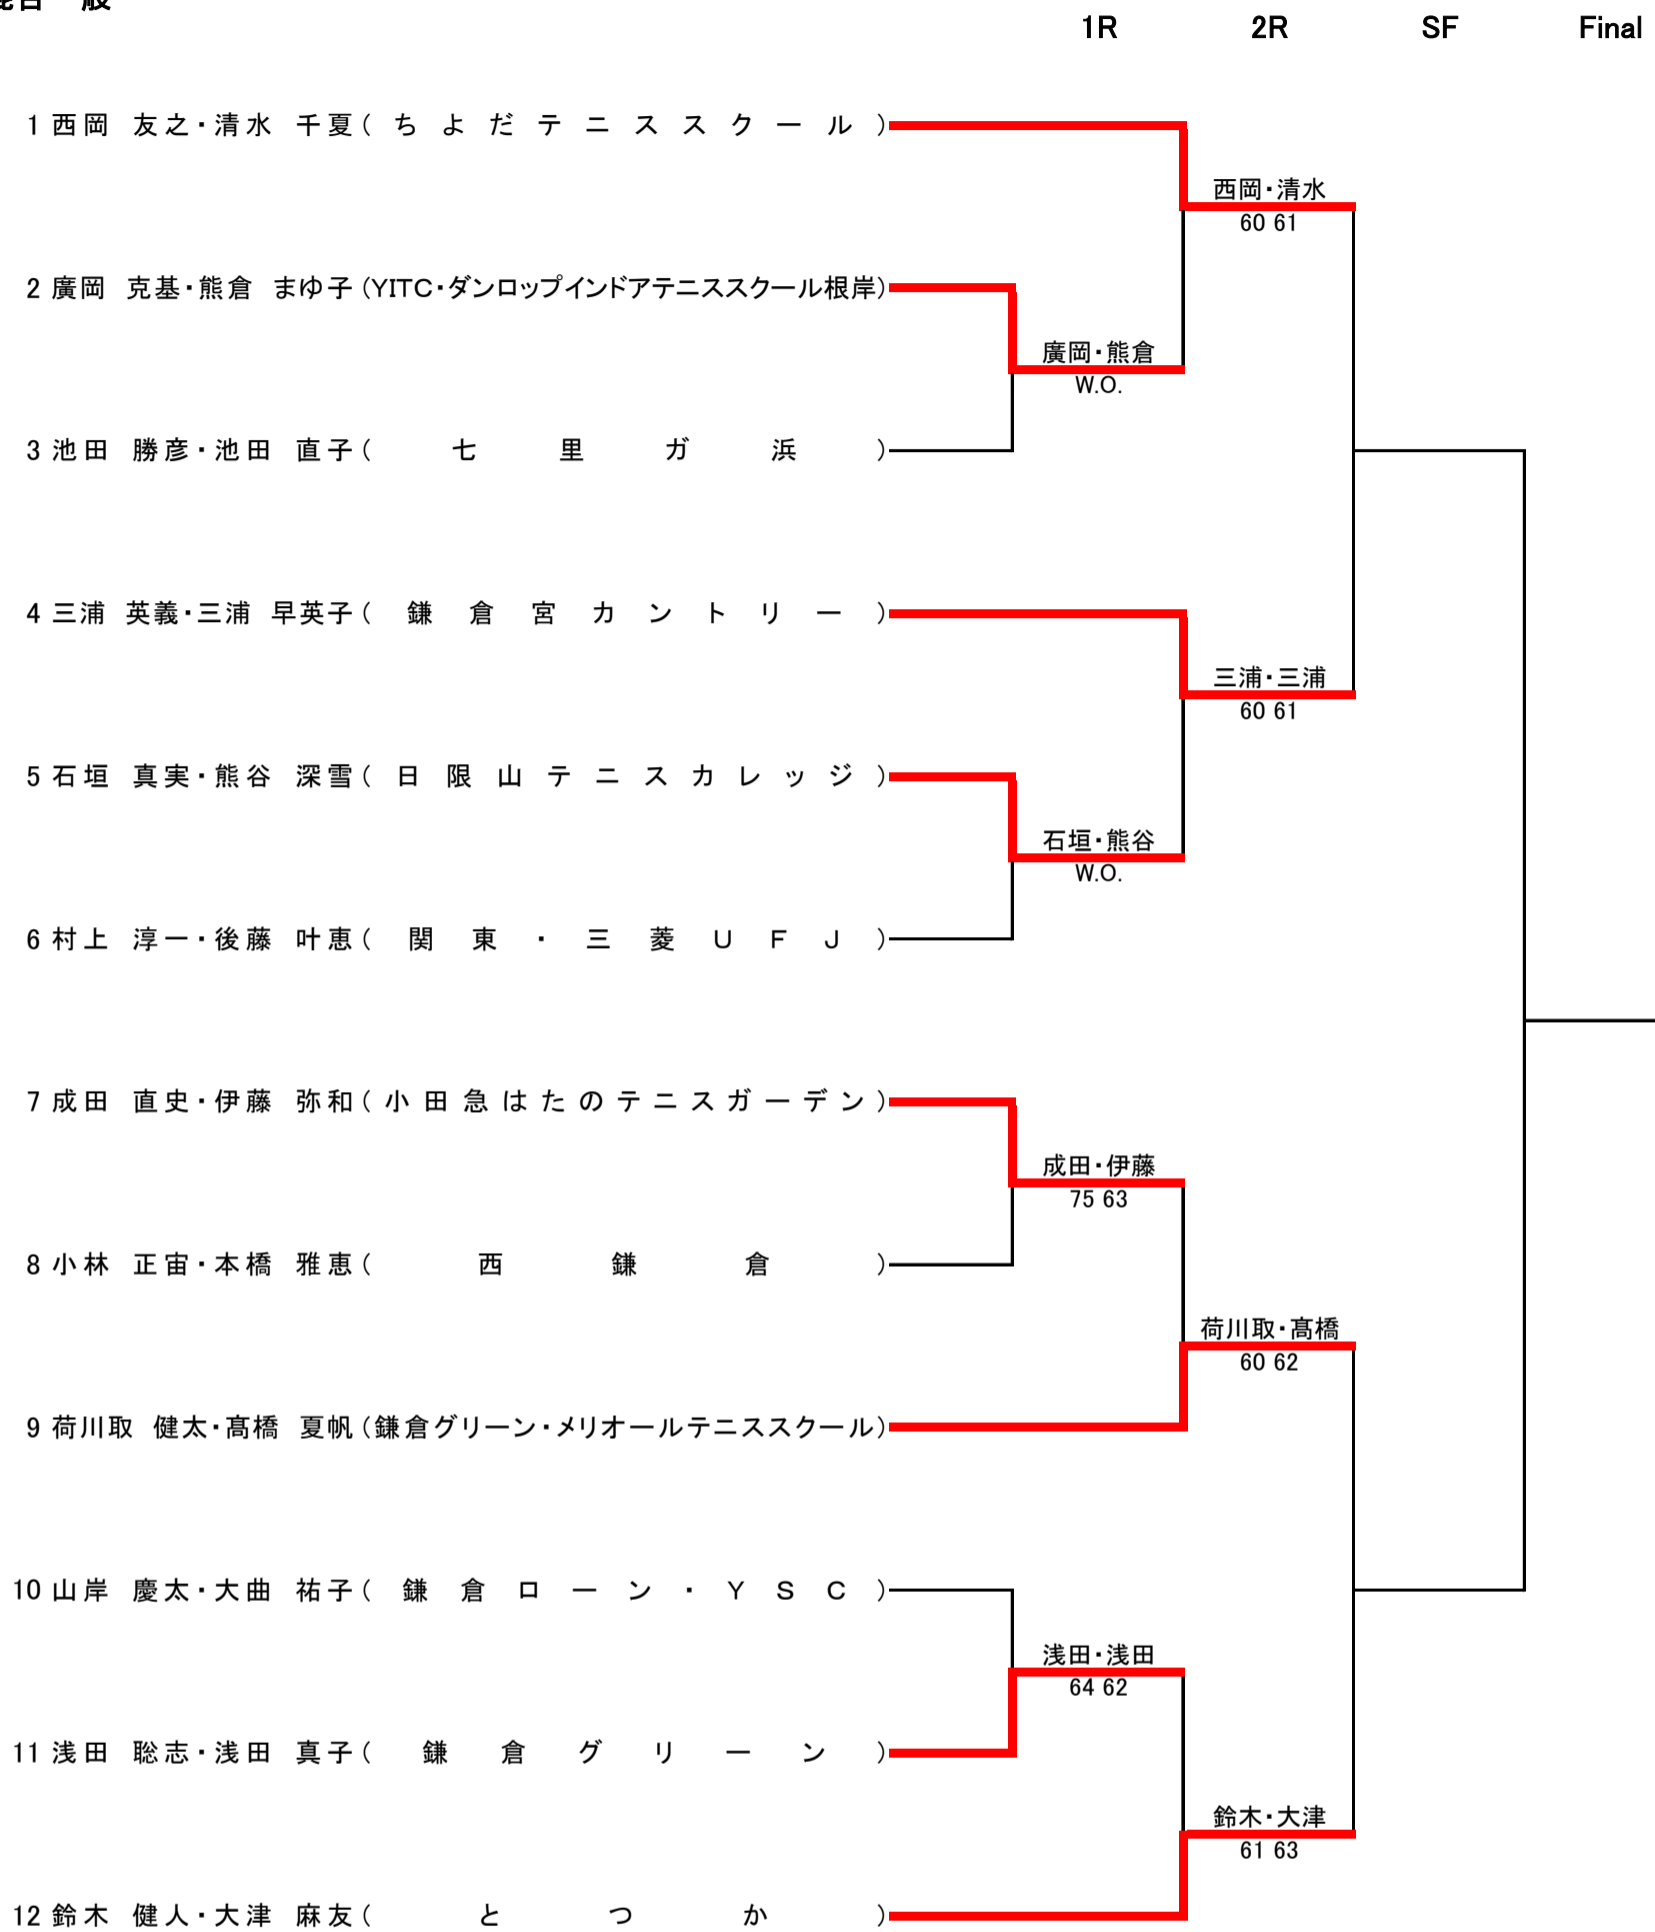 混合一般
1R 2R SF Final
1 西岡 友之・清水 千夏(ちよだテニススクール)
西岡・清水
60 61
2 廣岡 克基・熊倉 まゆ子(YITC・ダンロップインドアテニススクール根岸)
廣岡・熊倉
W.O.
3 池田 勝彦・池田 直子(七里ガ浜)
4 三浦 英義・三浦 早英子(鎌倉宮カントリー)
三浦・三浦
60 61
5 石垣 真実・熊谷 深雪(日限山テニスカレッジ)
石垣・熊谷
W.O.
6 村上 淳一・後藤 叶恵(関東・三菱UFJ)
7 成田 直史・伊藤 弥和(小田急はたのテニスガーデン)
成田・伊藤
75 63
8 小林 正宙・本橋 雅恵(西鎌倉)
荷川取・髙橋
60 62
9 荷川取 健太・髙橋 夏帆(鎌倉グリーン・メリオールテニススクール)
10 山岸 慶太・大曲 祐子(鎌倉ローン・YSC)
浅田・浅田
64 62
11 浅田 聡志・浅田 真子(鎌倉グリーン)
鈴木・大津
61 63
12 鈴木 健人・大津 麻友(とつか)